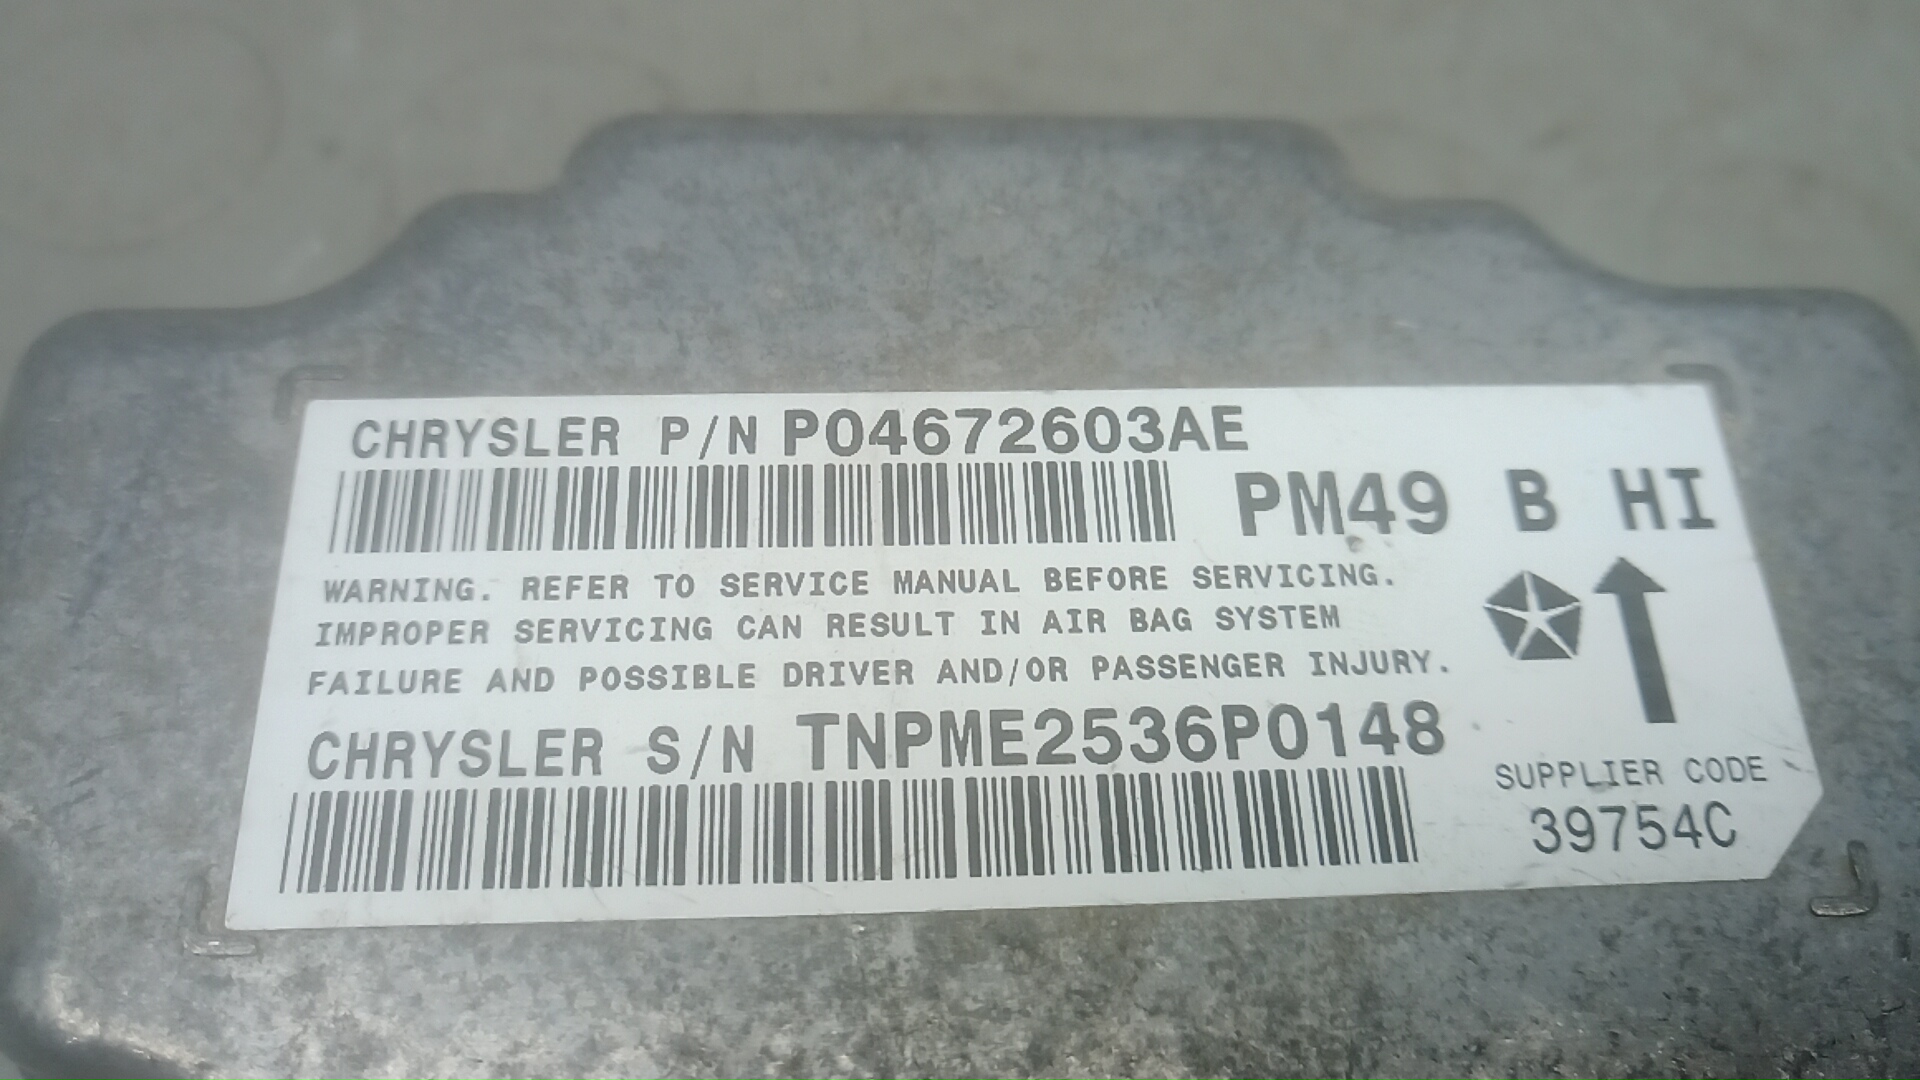 CHRYSLER P/N P04672603AE
PM49 B HI
WARNING. REFER TO SERVICE MANUAL BEFORE SERVICING.
IMPROPER SERVICING CAN RESULT IN AIR BAG SYSTEM
FAILURE AND POSSIBLE DRIVER AND/OR PASSENGER INJURY.
CHRYSLER S/N TNPME2536P0148
SUPPLIER CODE
39754C